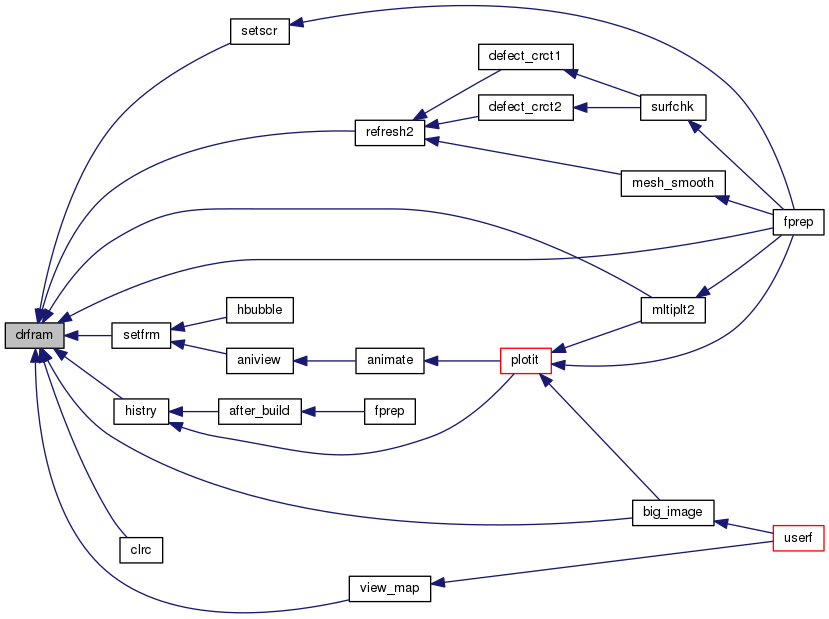 setscr
defect_crct1
defect_crct2
surfchk
refresh2
mesh_smooth
fprep
hbubble
mltiplt2
drfram
setfrm
aniview
animate
plotit
histry
after_build
fprep
big_image
userf
clrc
view_map